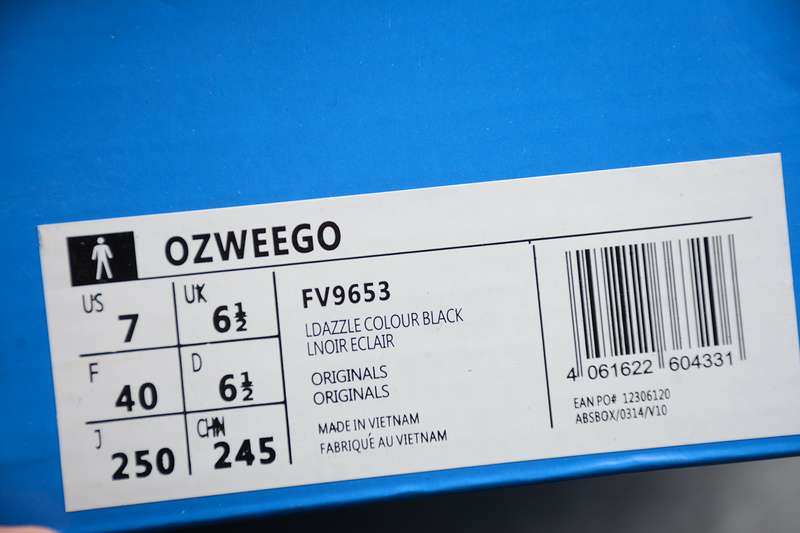 OZWEEGO
US 7
UK 6½
F 40
D 6½
J 250
CHN 245
FV9653
LDAZZLE COLOUR BLACK
LNOIR ECLAIR
ORIGINALS
ORIGINALS
MADE IN VIETNAM
FABRIQUÉ AU VIETNAM
4 061622 604331
EAN PO# 12306120
ABSBOX/0314/V10